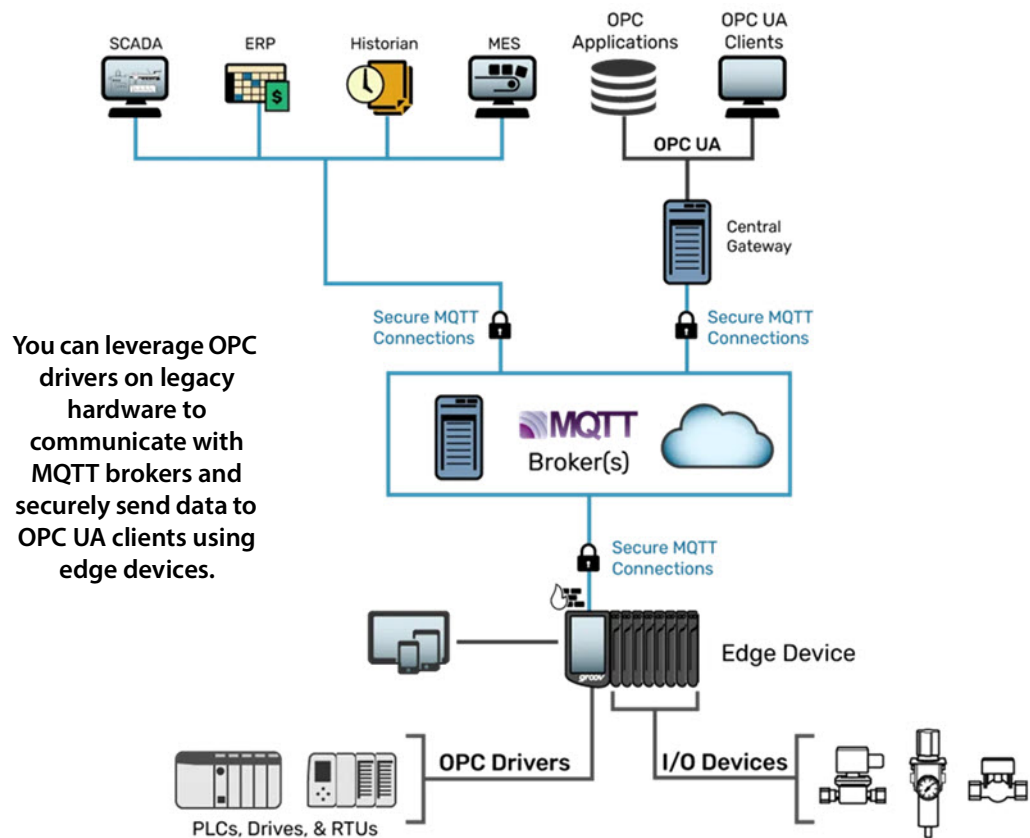 SCADA
ERP
Historian
MES
OPC
Applications
OPC UA
Clients
$
OPC UA
Central
Gateway
Secure MQTT
Connections
Secure MQTT
Connections
You can leverage OPC
drivers on legacy
hardware to
communicate with
MQTT brokers and
securely send data to
OPC UA clients using
edge devices.
MQTT
Broker(s)
Secure MQTT
Connections
groov
Edge Device
OPC Drivers
I/O Devices
PLCs, Drives, & RTUs